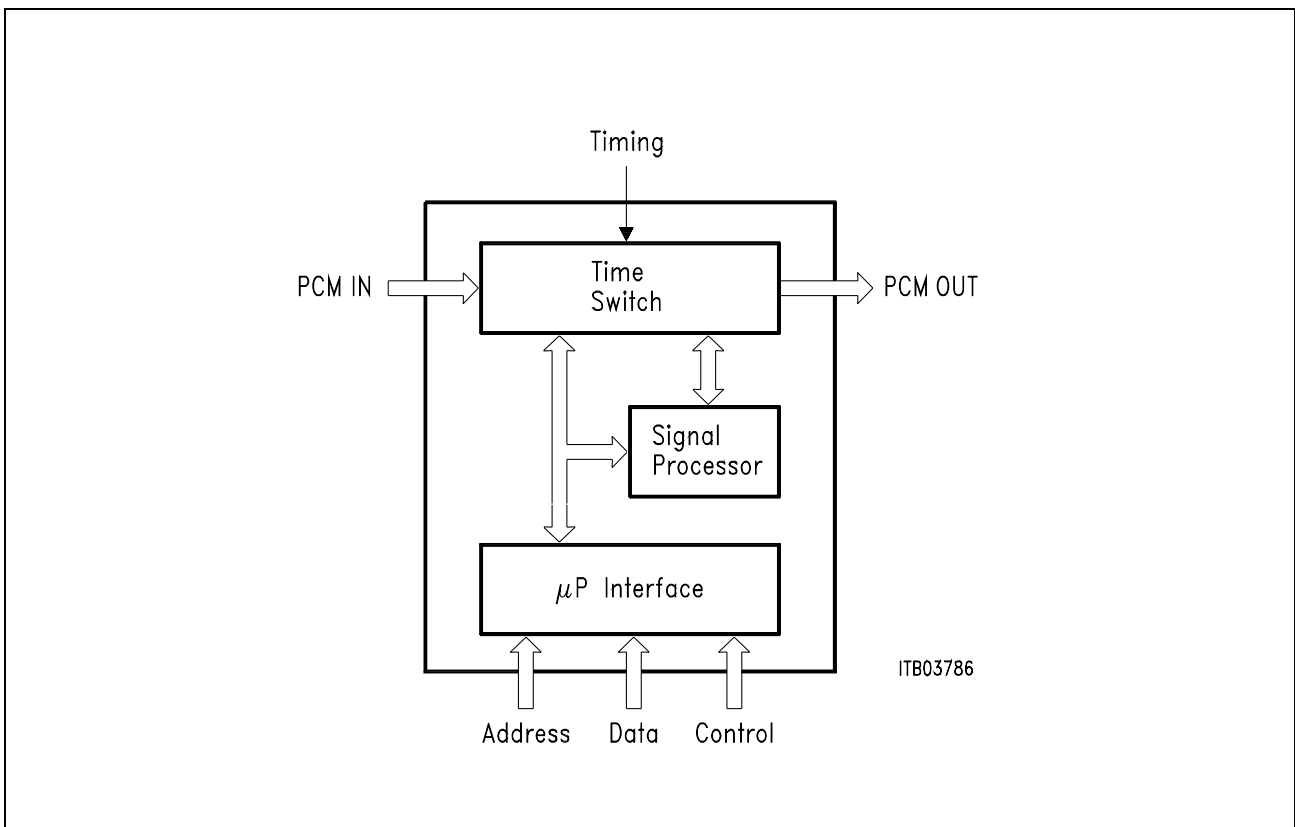 Timing
PCM IN
Time
Switch
PCM OUT
Signal
Processor
μP Interface
ITB03786
Address Data Control